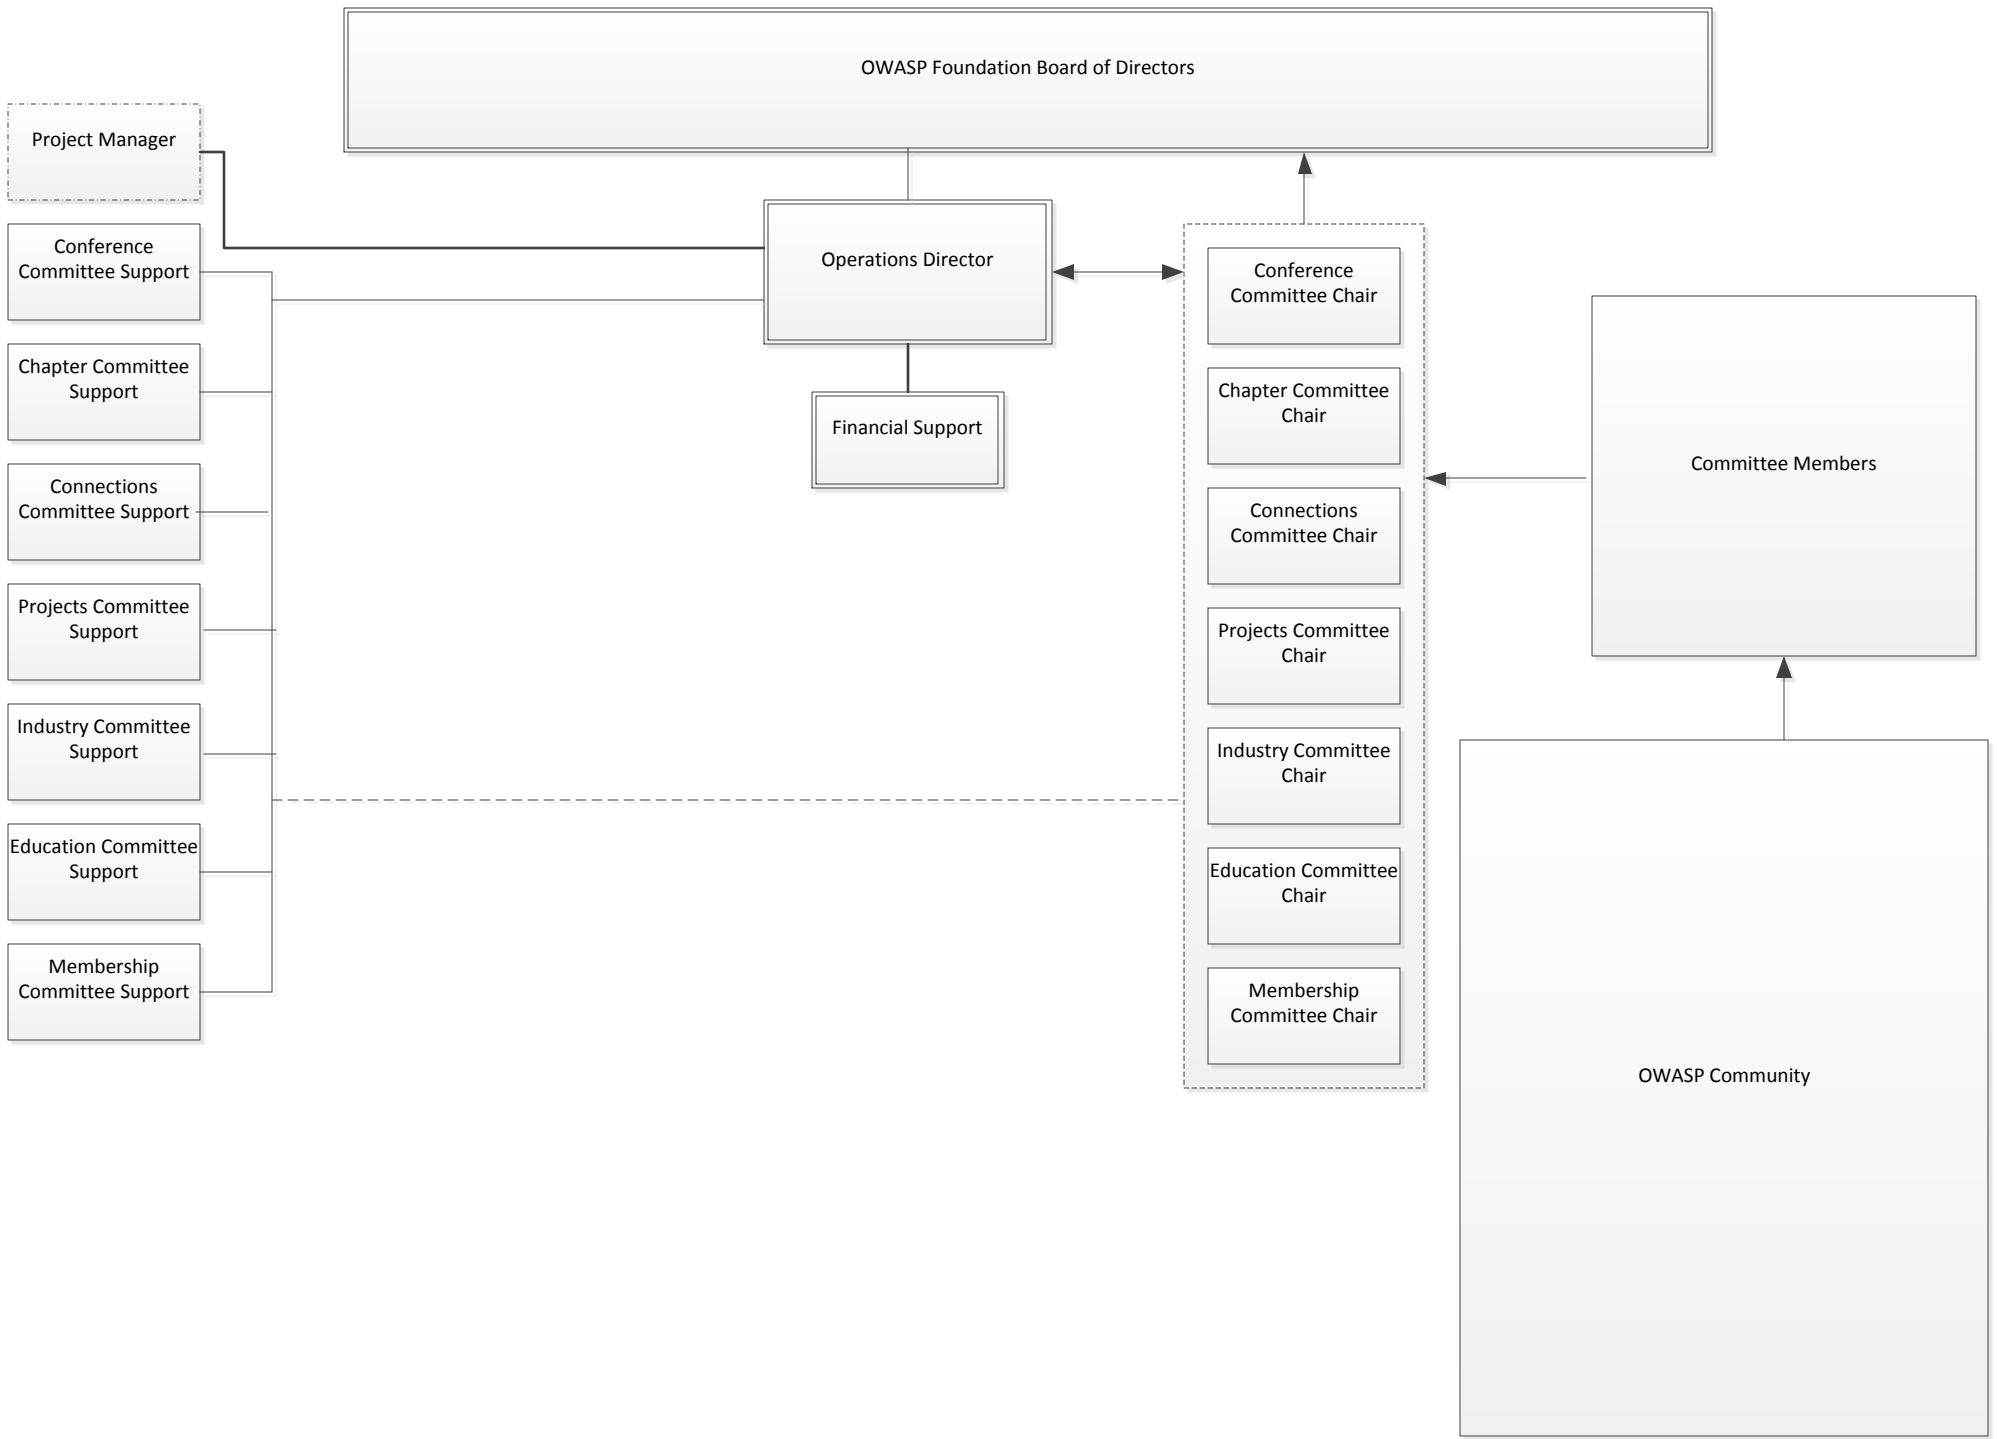 OWASP Foundation Board of Directors
Project Manager
Operations Director
Financial Support
Conference
Committee Support
Chapter Committee
Support
Connections
Committee Support
Projects Committee
Support
Industry Committee
Support
Education Committee
Support
Membership
Committee Support
Conference
Committee Chair
Chapter Committee
Chair
Connections
Committee Chair
Projects Committee
Chair
Industry Committee
Chair
Education Committee
Chair
Membership
Committee Chair
Committee Members
OWASP Community